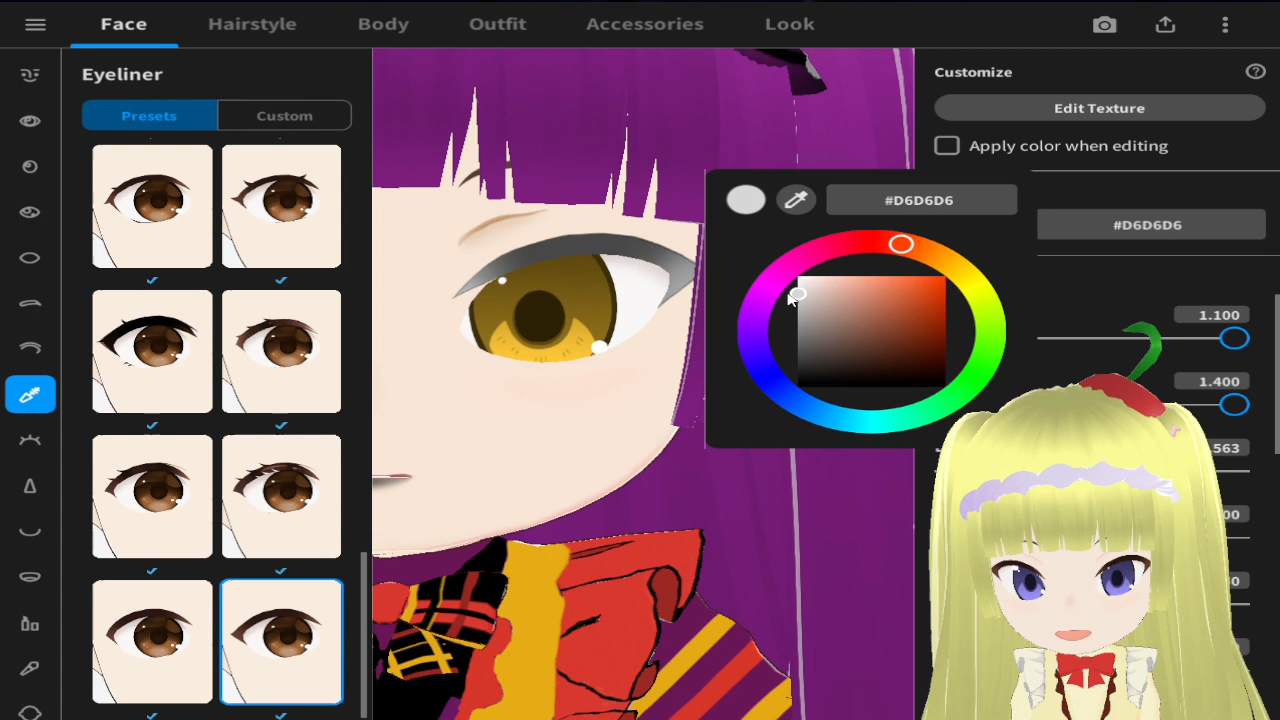 Face Hairstyle Body Outfit Accessories Look
Eyeliner
Presets Custom
Customize
Edit Texture
Apply color when editing
#D6D6D6
#D6D6D6
1.100
1.400
563